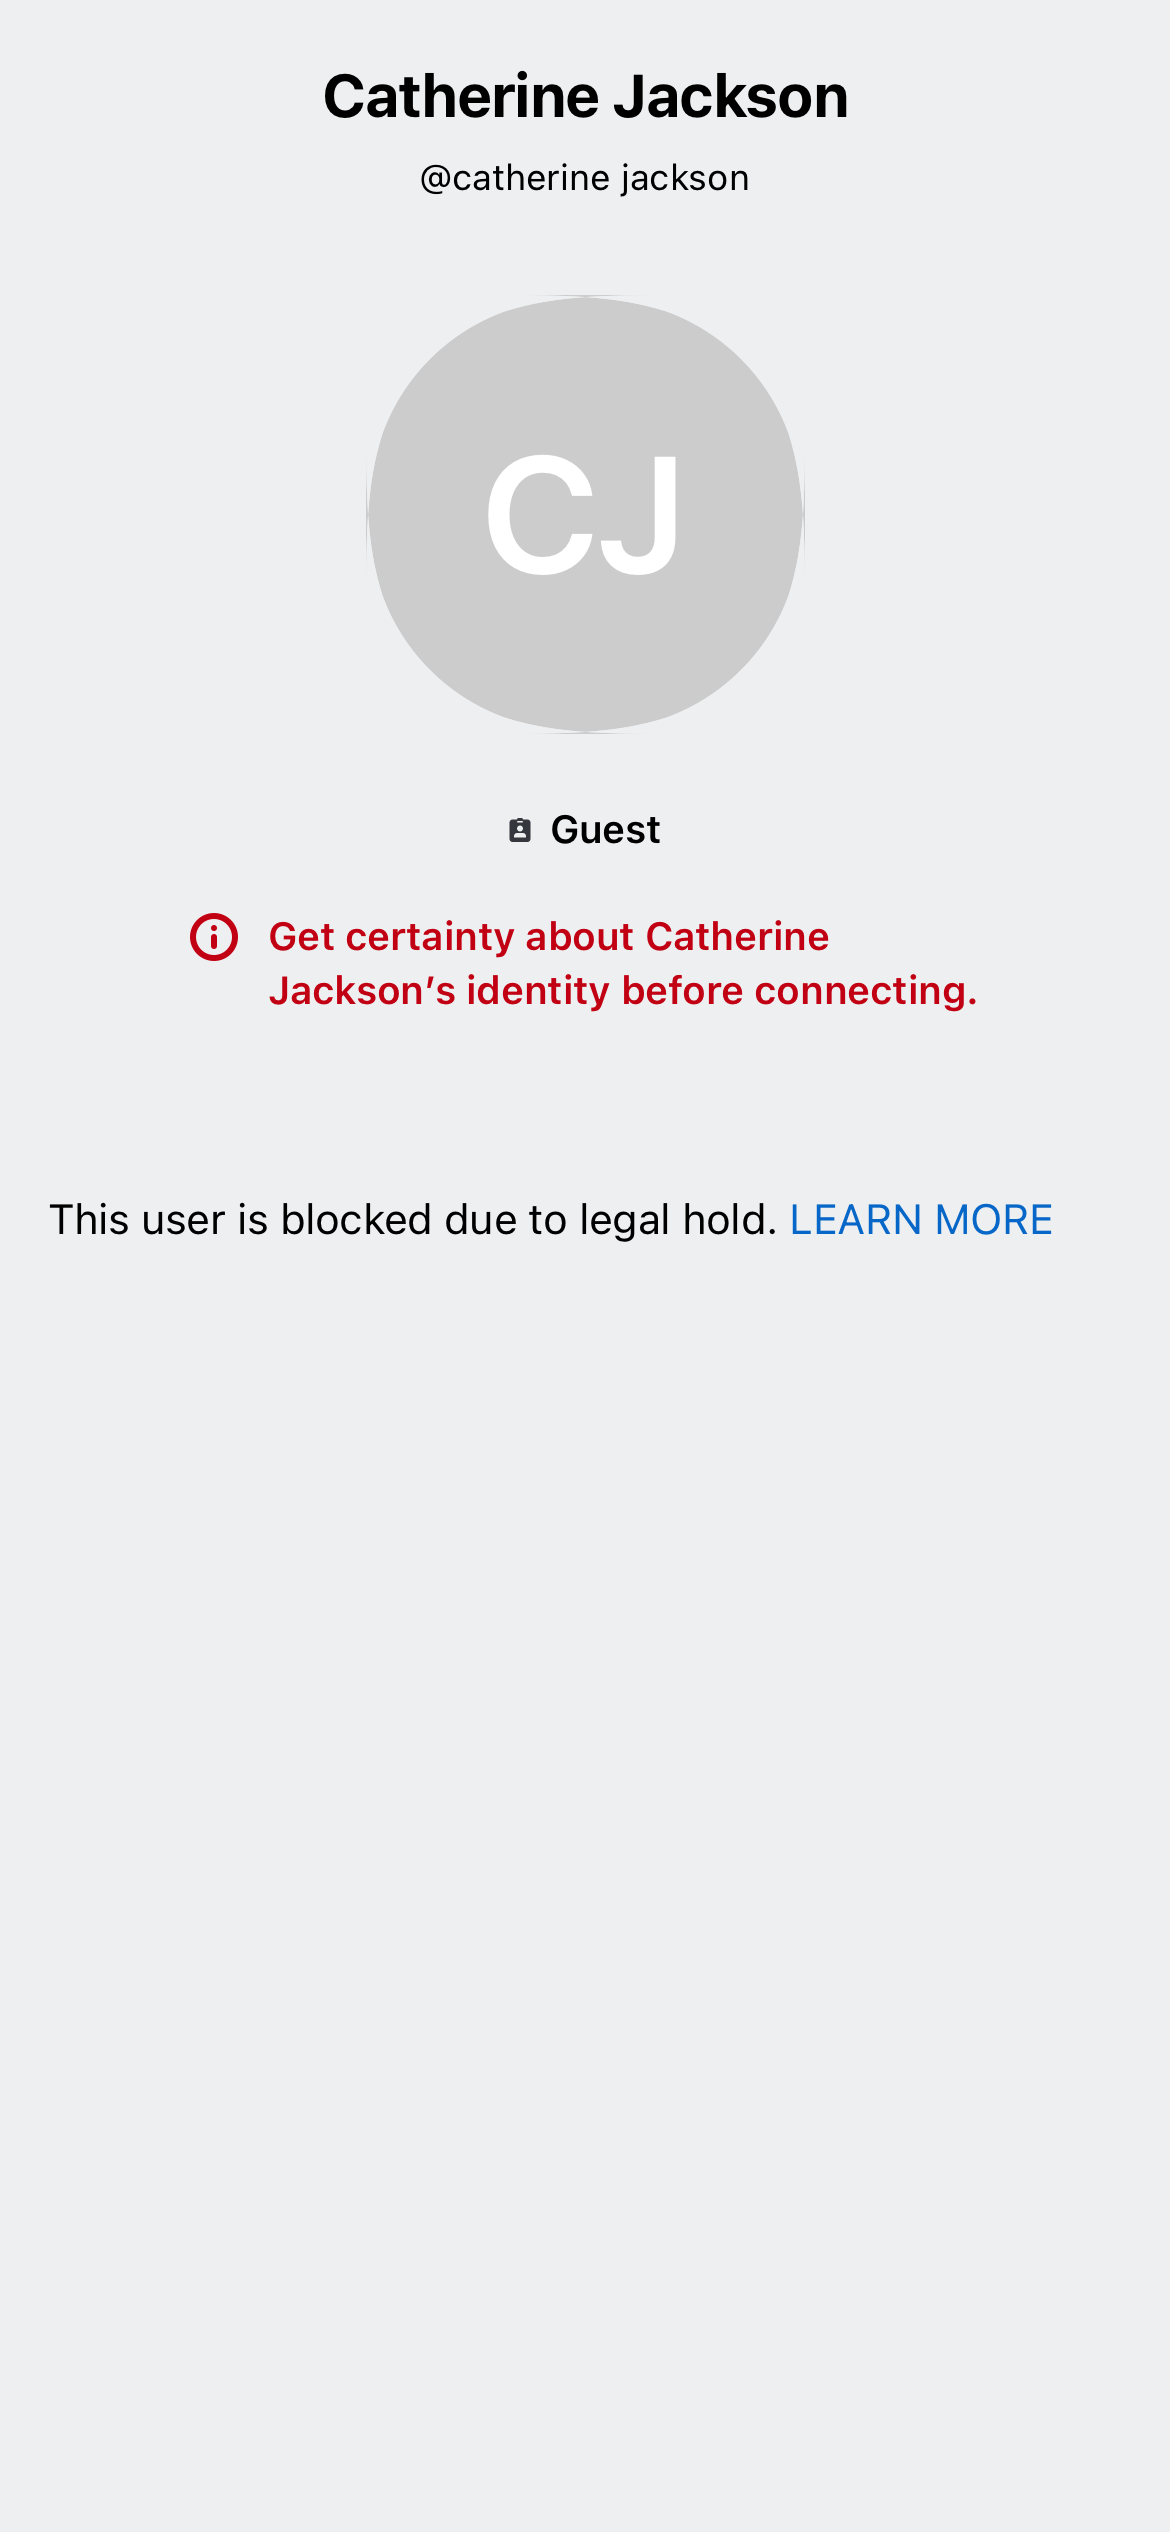 Catherine Jackson
@catherine jackson
CJ
Guest
Get certainty about Catherine
Jackson’s identity before connecting.
This user is blocked due to legal hold. LEARN MORE